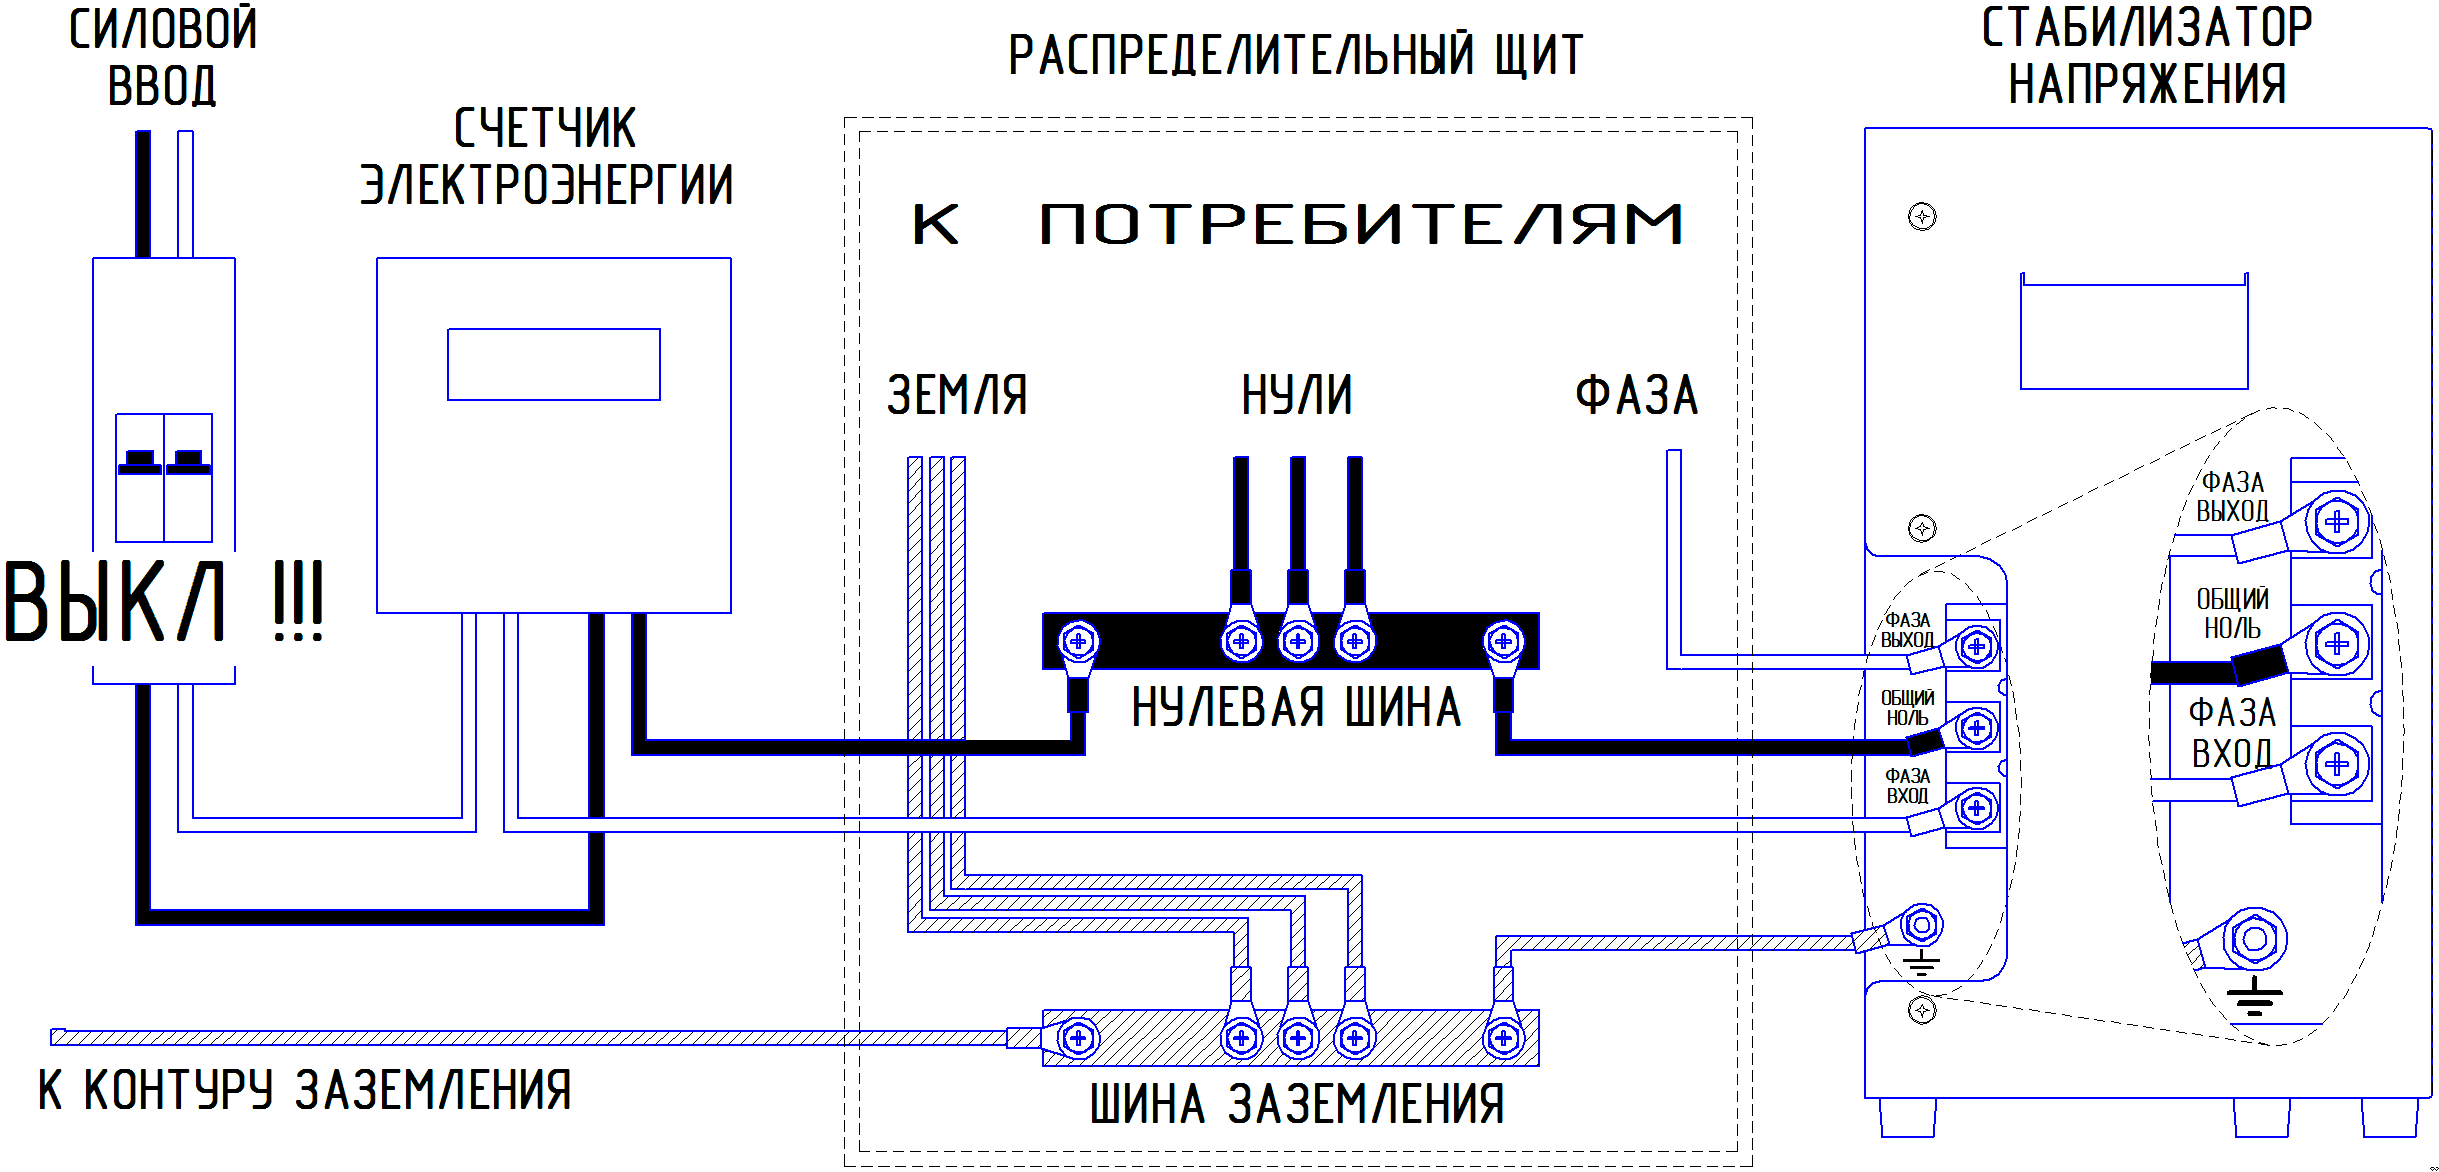 СИЛОВОЙ
ВВОД
СЧЕТЧИК
ЭЛЕКТРОЭНЕРГИИ
РАСПРЕДЕЛИТЕЛЬНЫЙ ЩИТ
СТАБИЛИЗАТОР
НАПРЯЖЕНИЯ
К ПОТРЕБИТЕЛЯМ
ЗЕМЛЯ
НУЛИ
ФАЗА
ВЫКЛ !!!
НУЛЕВАЯ ШИНА
ФАЗА
ВЫХОД
ОБЩИЙ
НОЛЬ
ФАЗА
ВХОД
ФАЗА
ВЫХОД
ОБЩИЙ
НОЛЬ
ФАЗА
ВХОД
К КОНТУРУ ЗАЗЕМЛЕНИЯ
ШИНА ЗАЗЕМЛЕНИЯ